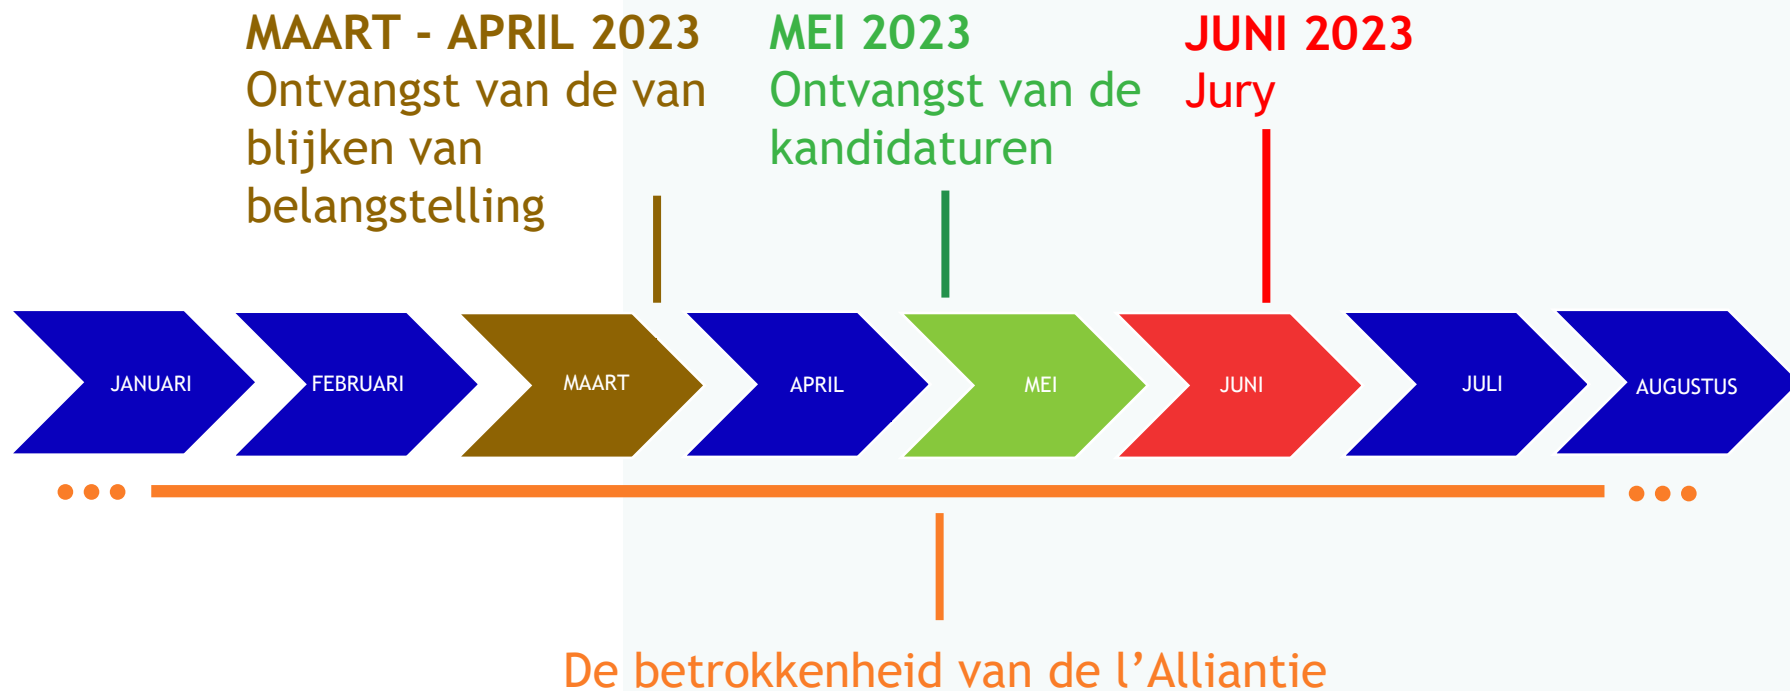 MAART - APRIL 2023
Ontvangst van de van
blijken van
belangstelling
MEI 2023
Ontvangst van de
kandidaturen
JUNI 2023
Jury
JANUARI
FEBRUARI
MAART
APRIL
MEI
JUNI
JULI
AUGUSTUS
De betrokkenheid van de l’Alliantie